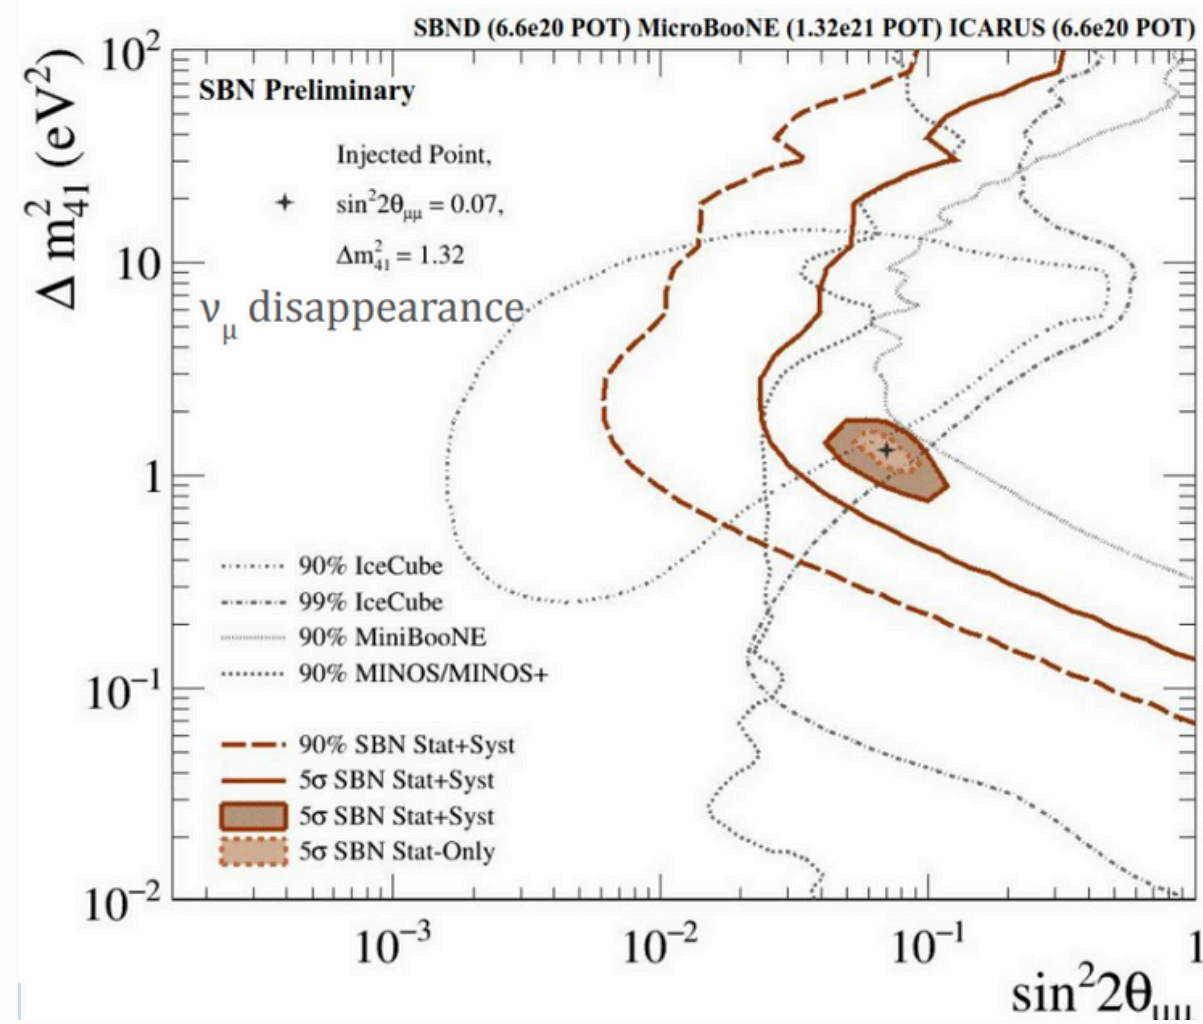 SBND (6.6e20 POT) MicroBooNE (1.32e21 POT) ICARUS (6.6e20 POT)
SBN Preliminary
Injected Point,
sin²2θμμ = 0.07,
Δm²41 = 1.32
νμ disappearance
90% IceCube
99% IceCube
90% MiniBooNE
90% MINOS/MINOS+
90% SBN Stat+Syst
5σ SBN Stat+Syst
5σ SBN Stat+Syst
5σ SBN Stat-Only
Δ m²41 (eV²)
10²
10
1
10⁻¹
10⁻²
10⁻³
10⁻²
10⁻¹
1
sin²2θμμ